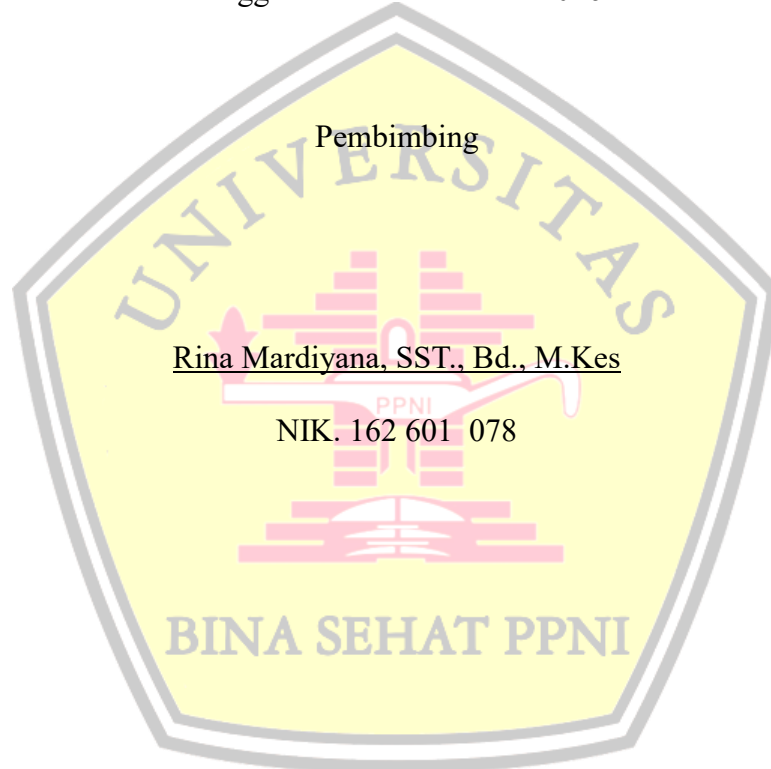 Pembimbing
UNIVERSITAS
Rina Mardiyana, SST., Bd., M.Kes
PPNI
NIK. 162 601 078
BINA SEHAT PPNI